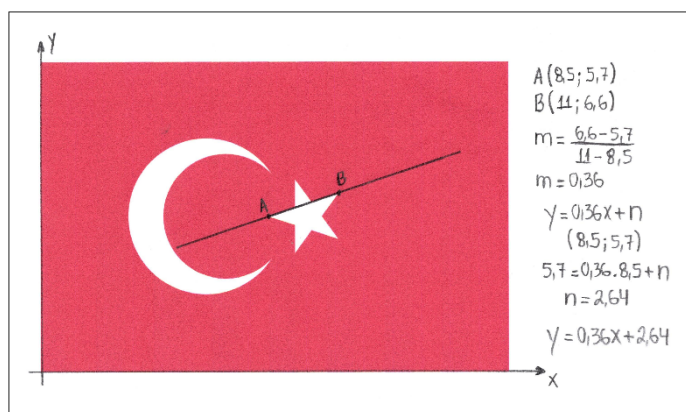 Y
A
B
X
A(8,5; 5,7)
B(11; 6,6)
m = 6,6-5,7 / 11-8,5
m = 0,36
y = 0,36x + n
(8,5; 5,7)
5,7 = 0,36.8,5 + n
n = 2,64
y = 0,36x + 2,64